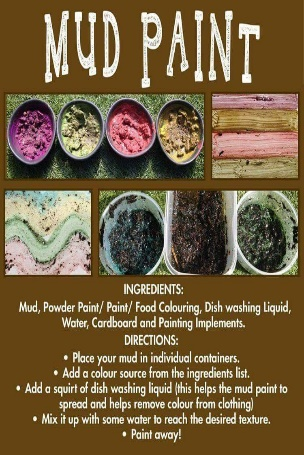 MUD PAINT
INGREDIENTS:
Mud, Powder Paint/ Paint/ Food Colouring, Dish washing Liquid,
Water, Cardboard and Painting Implements.
DIRECTIONS:
• Place your mud in individual containers.
• Add a colour source from the ingredients list.
• Add a squirt of dish washing liquid (this helps the mud paint to
spread and helps remove colour from clothing)
• Mix it up with some water to reach the desired texture.
• Paint away!